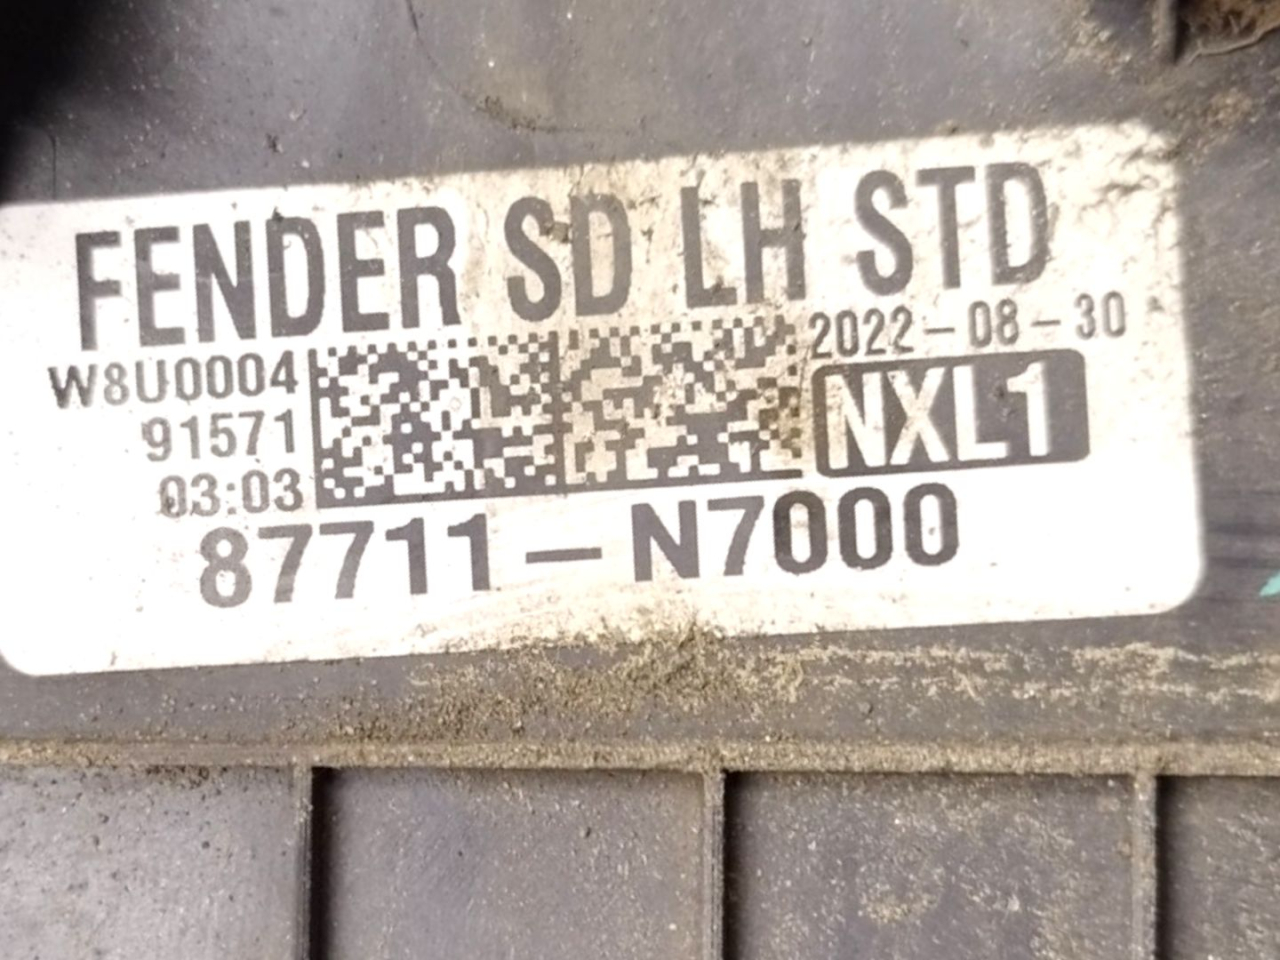 FENDER SD LH STD
2022-08-30
W8U0004
91571
03:03
NXL1
87711-N7000